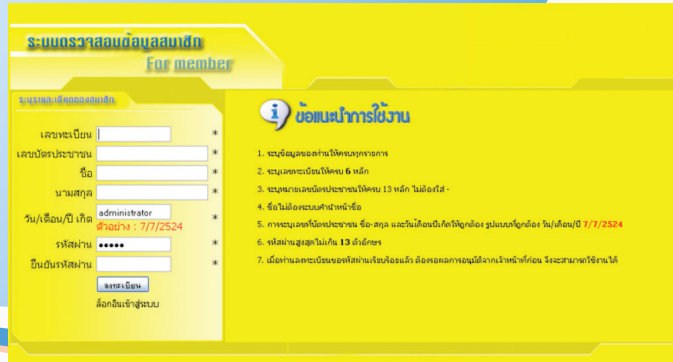 ระบบตรวจสอบข้อมูลสมาชิก
For member
ระบุรายละเอียดของสมาชิก
เลขทะเบียน *
เลขบัตรประชาชน *
ชื่อ *
นามสกุล *
วัน/เดือน/ปี เกิด administrator *
ตัวอย่าง : 7/7/2524
รหัสผ่าน ••••• *
ยืนยันรหัสผ่าน *
ลงทะเบียน
ล็อกอินเข้าสู่ระบบ
i ข้อแนะนำการใช้งาน
1. ระบุข้อมูลของท่านให้ครบทุกรายการ
2. ระบุเลขทะเบียนให้ครบ 6 หลัก
3. ระบุหมายเลขบัตรประชาชนให้ครบ 13 หลัก ไม่ต้องใส่ -
4. ชื่อไม่ต้องระบุคำนำหน้าชื่อ
5. การระบุเลขที่บัตรประชาชน ชื่อ-สกุล และวันเดือนปีเกิดให้ถูกต้อง รูปแบบที่ถูกต้อง วัน/เดือน/ปี 7/7/2524
6. รหัสผ่านสูงสุดไม่เกิน 13 ตัวอักษร
7. เมื่อท่านลงทะเบียนขอรหัสผ่านเรียบร้อยแล้ว ต้องรอผลการอนุมัติจากเจ้าหน้าที่ก่อน จึงจะสามารถใช้งานได้